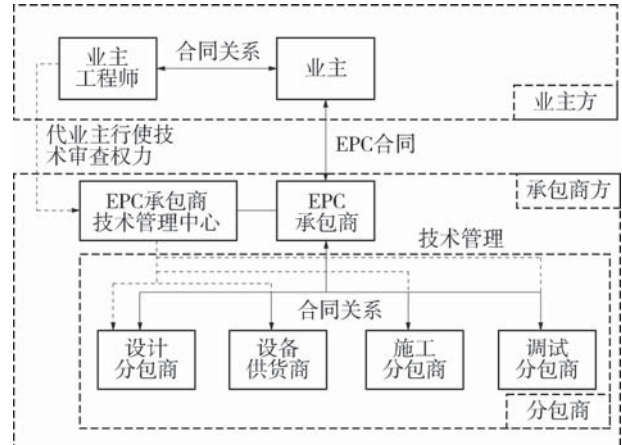 业主
工程师
合同关系
业主
业主方
代业主行使技
术审查权力
EPC合同
承包商方
EPC承包商
技术管理中心
EPC
承包商
技术管理
合同关系
设计
分包商
设备
供货商
施工
分包商
调试
分包商
分包商